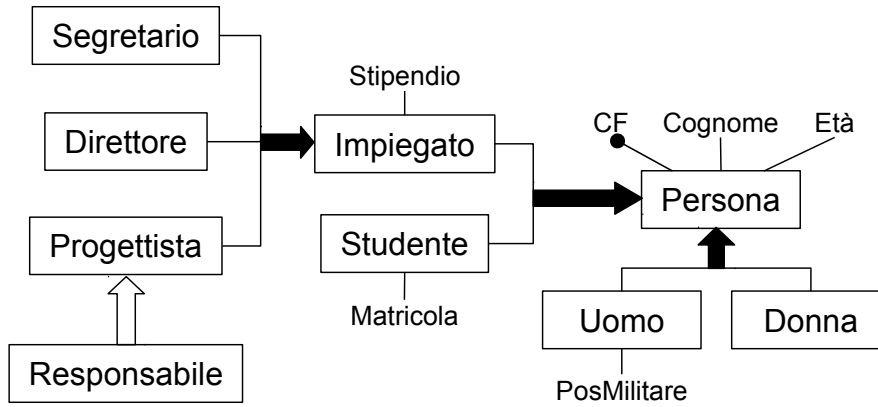 Segretario
Stipendio
CF
Cognome
Età
Direttore
Impiegato
Persona
Progettista
Studente
Matricola
Uomo
Donna
Responsabile
PosMilitare